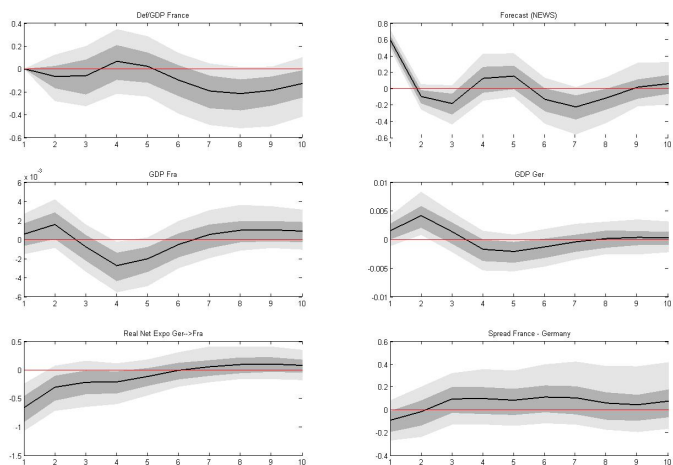 Def/GDP France
0.4
0.2
0
-0.2
-0.4
-0.6
1 2 3 4 5 6 7 8 9 10
Forecast (NEWS)
0.8
0.6
0.4
0.2
0
-0.2
-0.4
-0.6
1 2 3 4 5 6 7 8 9 10
GDP Fra
x 10^-3
6
4
2
0
-2
-4
-6
1 2 3 4 5 6 7 8 9 10
GDP Ger
0.01
0.005
0
-0.005
-0.01
1 2 3 4 5 6 7 8 9 10
Real Net Expo Ger-->Fra
0.5
0
-0.5
-1
-1.5
1 2 3 4 5 6 7 8 9 10
Spread France - Germany
0.6
0.4
0.2
0
-0.2
-0.4
1 2 3 4 5 6 7 8 9 10